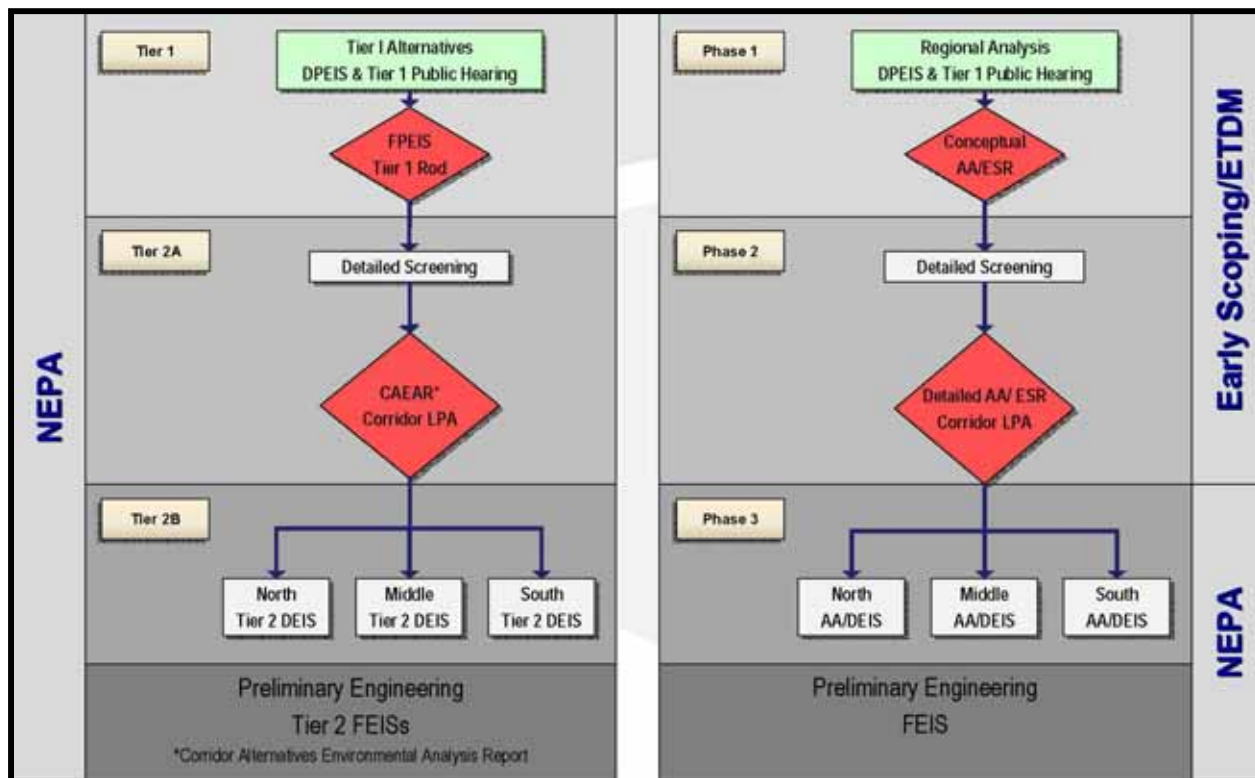 NEPA
Tier 1
Tier I Alternatives
DPEIS & Tier 1 Public Hearing
FPEIS
Tier 1 Rod
Tier 2A
Detailed Screening
CAEAR*
Corridor LPA
Tier 2B
North
Tier 2 DEIS
Middle
Tier 2 DEIS
South
Tier 2 DEIS
Preliminary Engineering
Tier 2 FEISs
*Corridor Alternatives Environmental Analysis Report
Phase 1
Regional Analysis
DPEIS & Tier 1 Public Hearing
Conceptual
AA/ESR
Phase 2
Detailed Screening
Detailed AA/ ESR
Corridor LPA
Phase 3
North
AA/DEIS
Middle
AA/DEIS
South
AA/DEIS
Preliminary Engineering
FEIS
Early Scoping/ETDM
NEPA